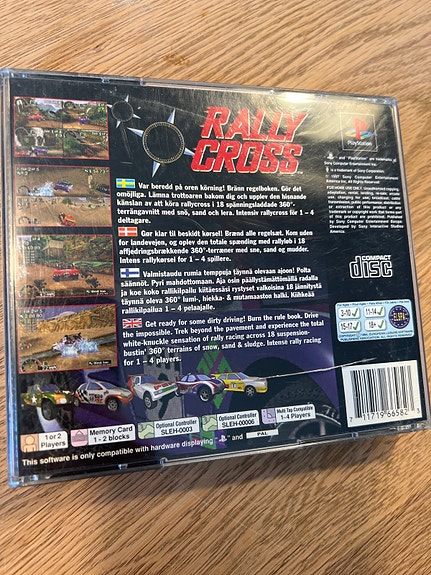 RALLY
CROSS
PlayStation
Var beredd på oren körning! Bränn regelboken. Gör det
omöjliga. Lämna trottoaren bakom dig och upplev den hisnande
känslan av att köra rallycross i 18 spänningsladdade 360°-
terrängavnitt med snö, sand och lera. Intensiv rallycross för 1 – 4
deltagare.
Gør klar til beskidt kørsel! Brænd alle regelsæt. Kom ud
for landevejen, og oplev den totale spænding med rallyløb i 18
affjedringsbrækkende 360°-terræner med sne, sand og mudder.
Intens rallykørsel for 1 – 4 spillere.
Valmistaudu rumia temppuja täynnä olevaan ajoon! Polta
säännöt. Pyri mahdottomaan. Aja osin päällystämättömällä radalla
ja koe koko rallikilpailu kiitäessäsi rystyset valkoisina 18 jännitystä
täynnä oleva 360° lumi-, hiekka- & mutamaaston halki. Kiihkeää
rallikilpailua 1 – 4 pelaajalle.
Get ready for some dirty driving! Burn the rule book. Drive
the impossible. Trek beyond the pavement and experience the total
white-knuckle sensation of rally racing across 18 suspension-
bustin' 360° terrains of snow, sand & sludge. Intense rally racing
for 1 – 4 players.
COMPACT
disc
3-10
11-14
15-17
18+
1 or 2
Players
Memory Card
1 - 2 blocks
Optional Controller
SLEH-0003
Optional Controller
SLEH-00006
Multi Tap Compatible
1-4 Players
This software is only compatible with hardware displaying
and PAL
7 11719 66582 3